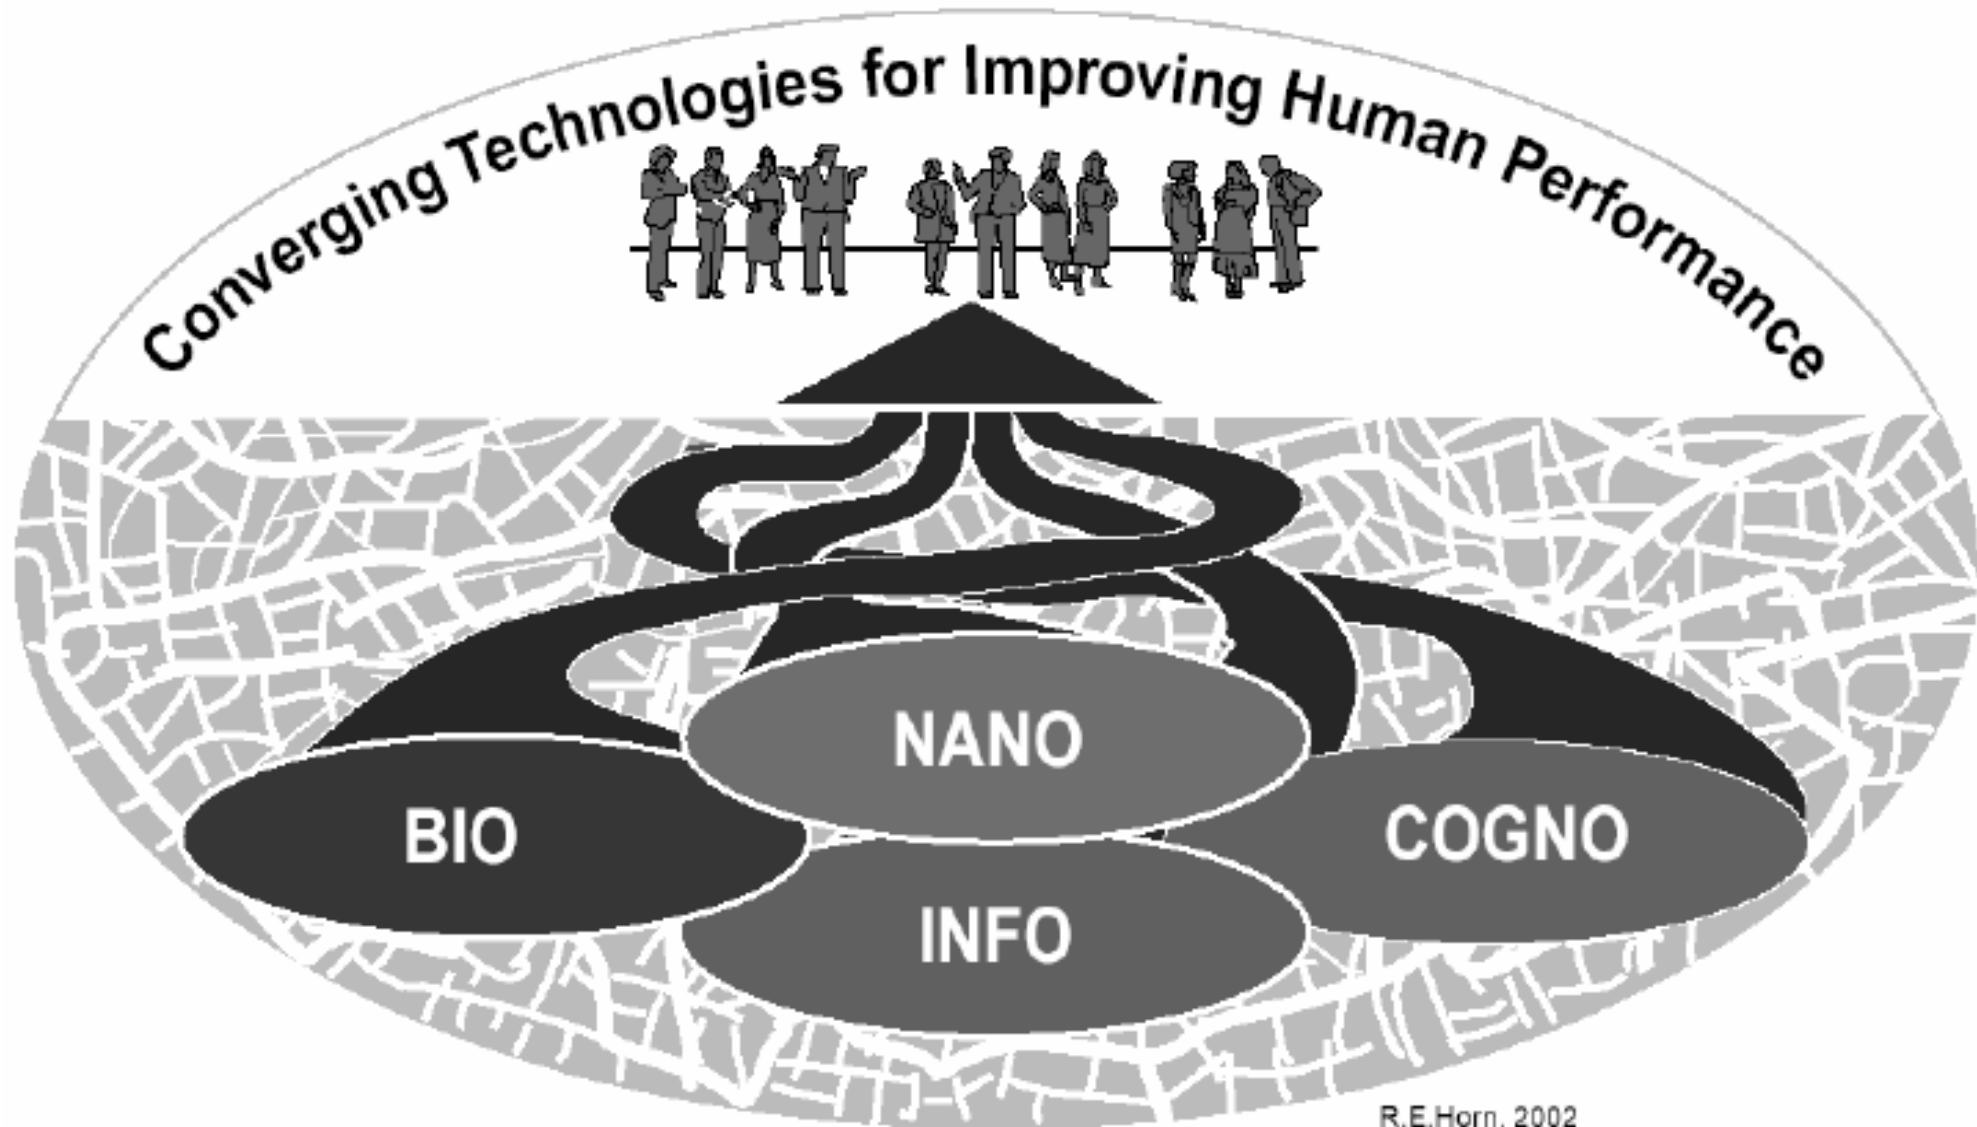 Converging Technologies for Improving Human Performance
NANO
BIO
COGNO
INFO
R.E.Horn, 2002